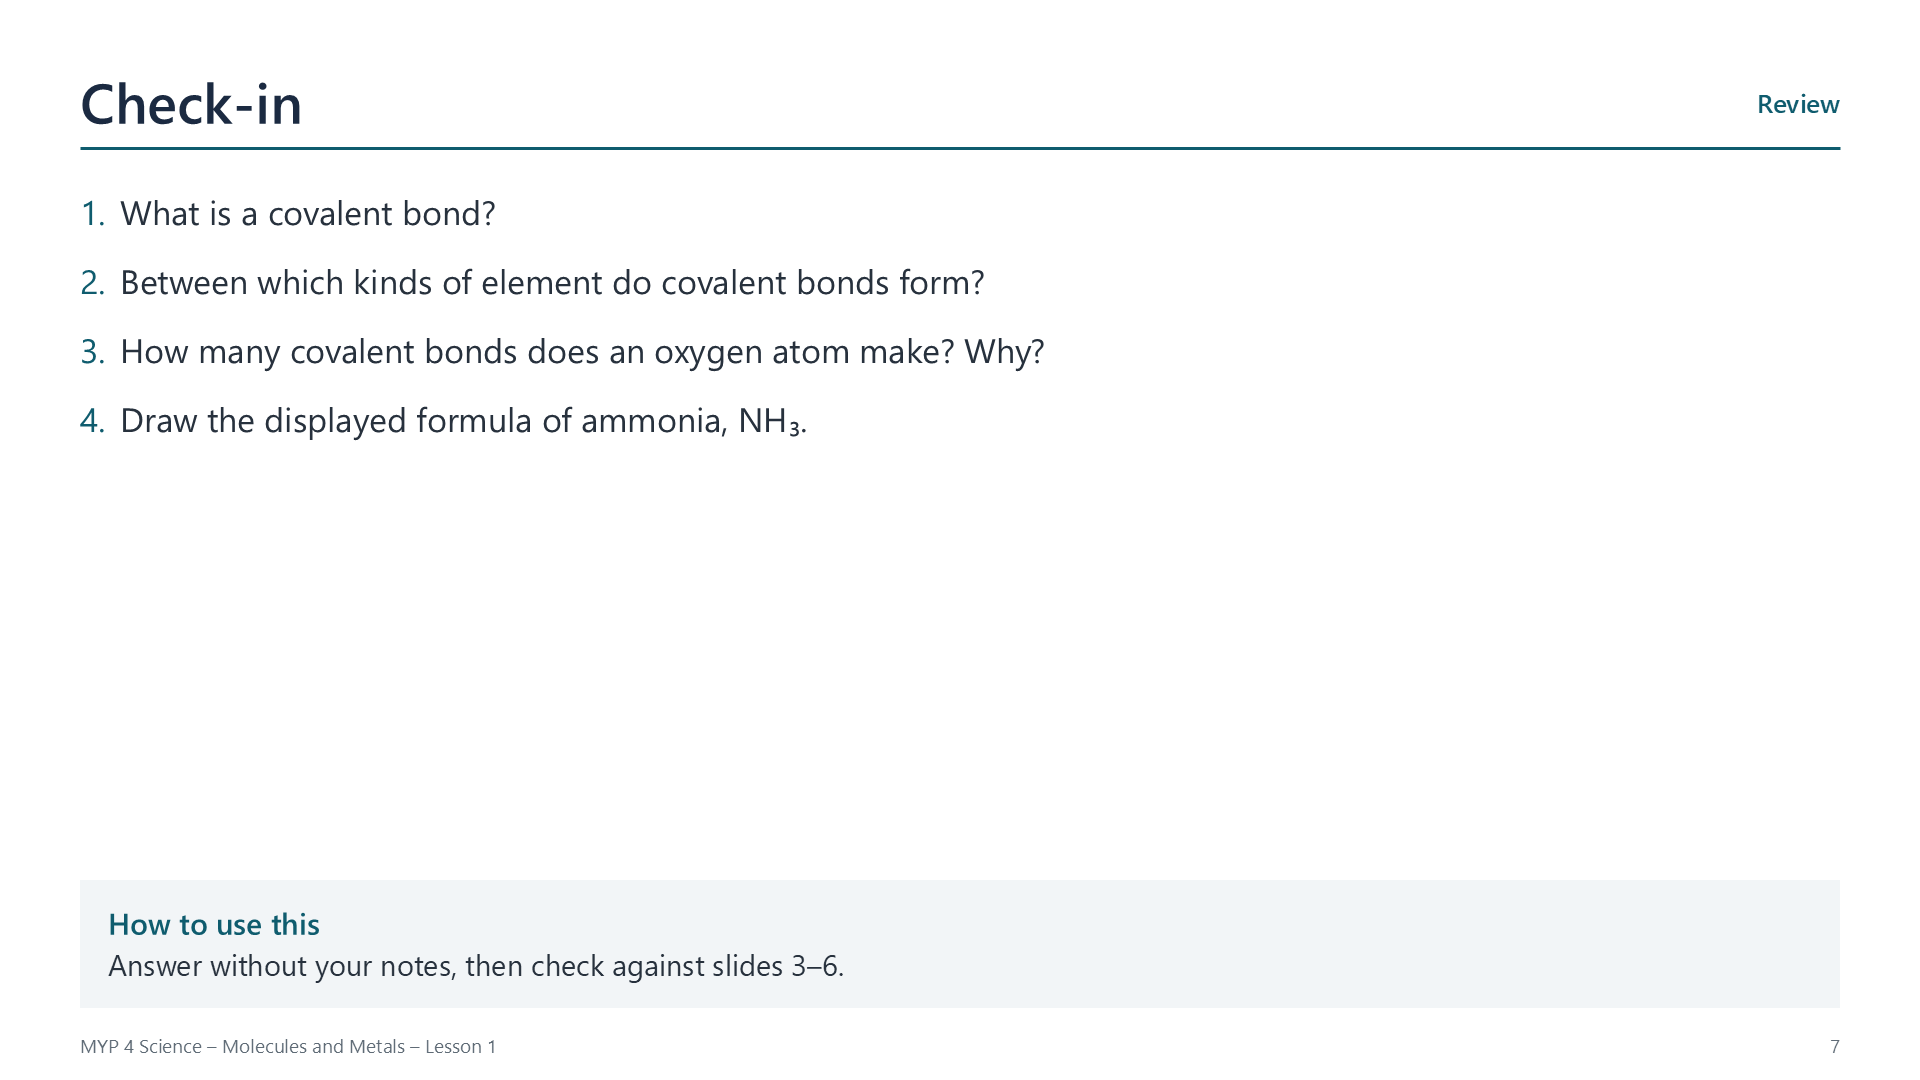 Check-in
Review
1. What is a covalent bond?
2. Between which kinds of element do covalent bonds form?
3. How many covalent bonds does an oxygen atom make? Why?
4. Draw the displayed formula of ammonia, NH₃.
How to use this
Answer without your notes, then check against slides 3–6.
MYP 4 Science – Molecules and Metals – Lesson 1
7